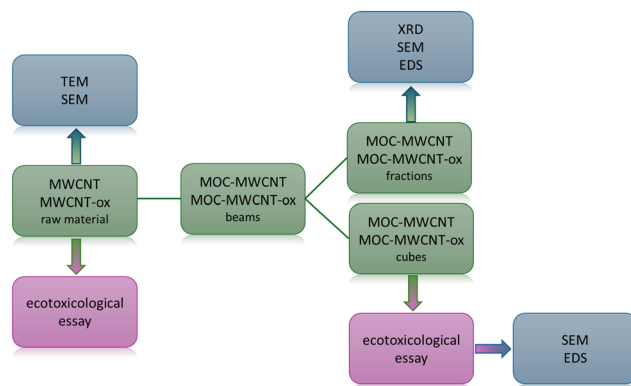 XRD
SEM
EDS
TEM
SEM
MOC-MWCNT
MOC-MWCNT-ox
fractions
MWCNT
MWCNT-ox
raw material
MOC-MWCNT
MOC-MWCNT-ox
beams
MOC-MWCNT
MOC-MWCNT-ox
cubes
ecotoxicological
essay
ecotoxicological
essay
SEM
EDS